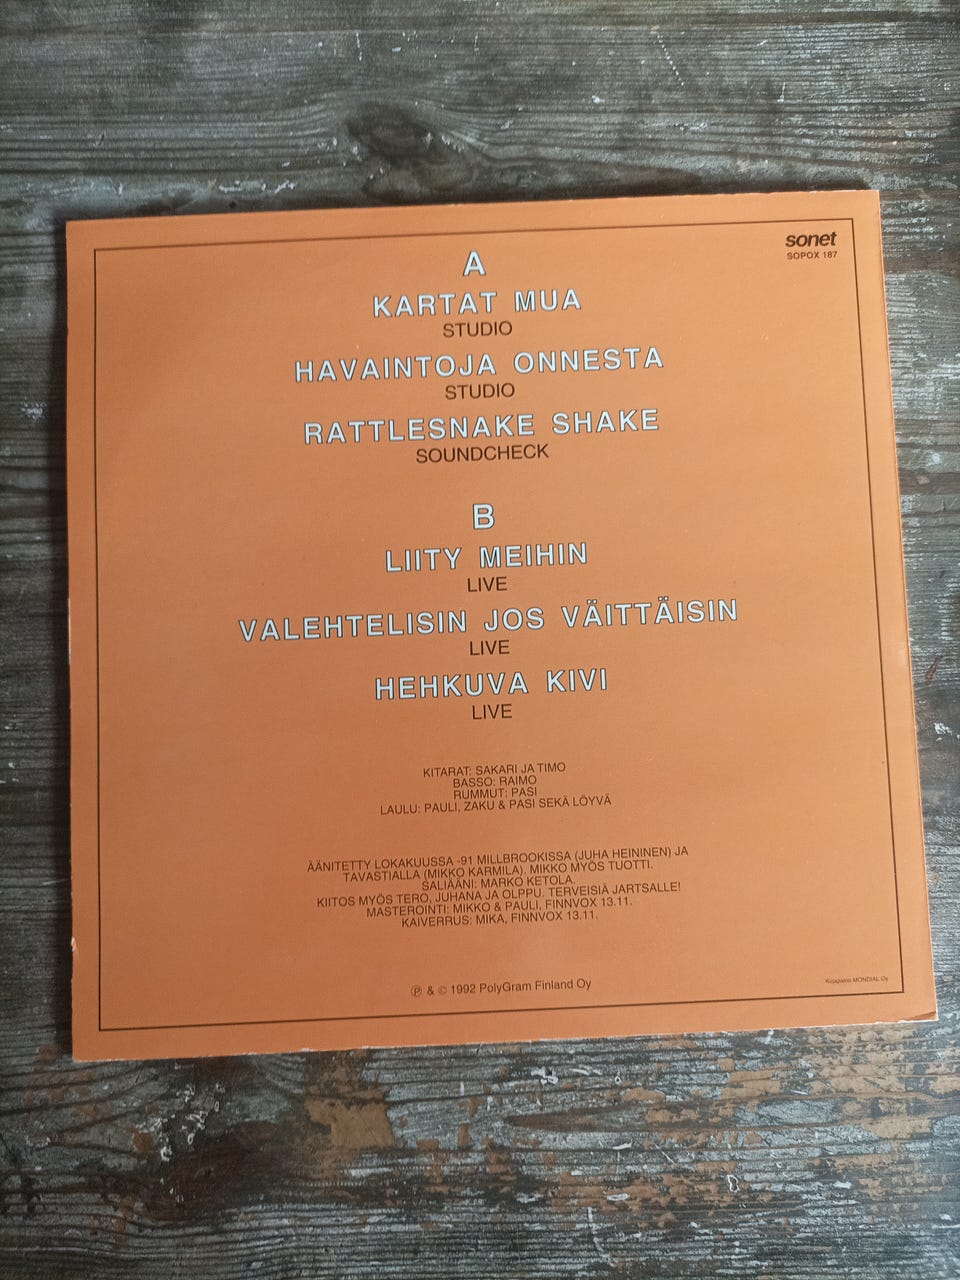 sonet
SOPOX 187
A
KARTAT MUA
STUDIO
HAVAINTOJA ONNESTA
STUDIO
RATTLESNAKE SHAKE
SOUNDCHECK
B
LIITY MEIHIN
LIVE
VALEHTELISIN JOS VÄITTÄISIN
LIVE
HEHKUVA KIVI
LIVE
KITARAT: SAKARI JA TIMO
BASSO: RAIMO
RUMMUT: PASI
LAULU: PAULI, ZAKU & PASI SEKÄ LÖYVÄ
ÄÄNITETTY LOKAKUUSSA -91 MILLBROOKISSA (JUHA HEININEN) JA
TAVASTIALLA (MIKKO KARMILA). MIKKO MYÖS TUOTTI.
SALIÄÄNI: MARKO KETOLA.
KIITOS MYÖS TERO, JUHANA JA OLPPU. TERVEISIÄ JARTSALLE!
MASTEROINTI: MIKKO & PAULI, FINNVOX 13.11.
KAIVERRUS: MIKA, FINNVOX 13.11.
℗ & © 1992 PolyGram Finland Oy
Kirjapaino MONDIAL Oy